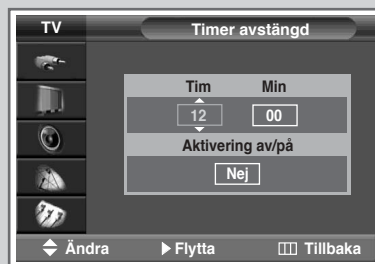 TV
Timer avstängd
Tim Min
12 00
Aktivering av/på
Nej
Ändra Flytta Tillbaka